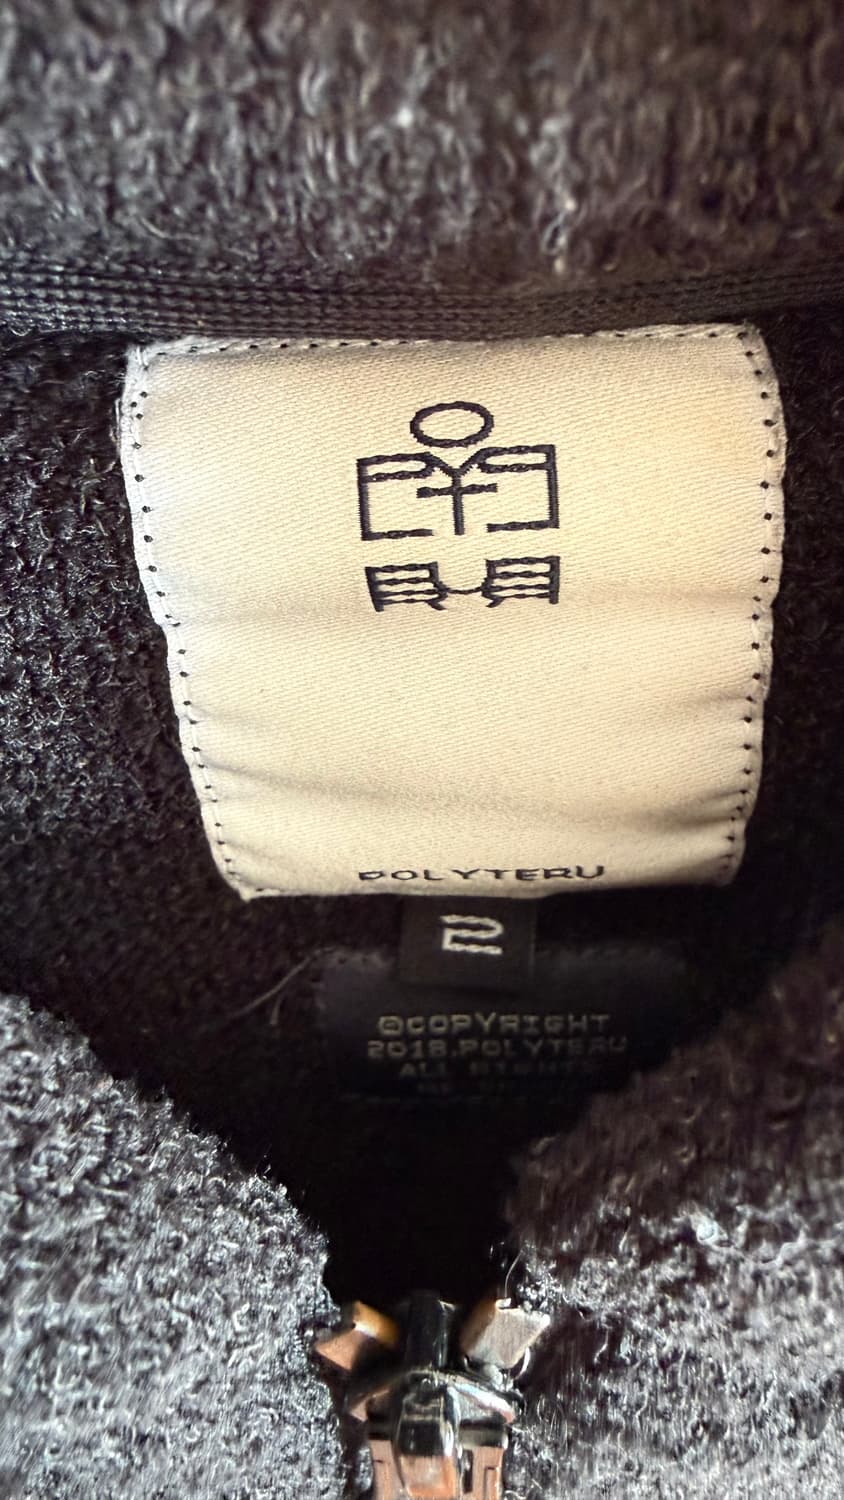 POLYTERU
2
©COPYRIGHT
2018.POLYTERU
ALL RIGHTS